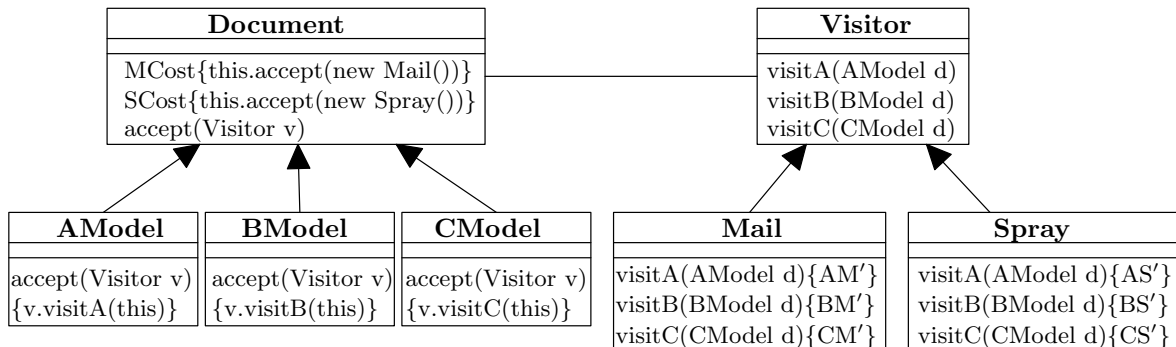 Document
MCost{this.accept(new Mail())}
SCost{this.accept(new Spray())}
accept(Visitor v)
Visitor
visitA(AModel d)
visitB(BModel d)
visitC(CModel d)
AModel
accept(Visitor v)
{v.visitA(this)}
BModel
accept(Visitor v)
{v.visitB(this)}
CModel
accept(Visitor v)
{v.visitC(this)}
Mail
visitA(AModel d){AM′}
visitB(BModel d){BM′}
visitC(CModel d){CM′}
Spray
visitA(AModel d){AS′}
visitB(BModel d){BS′}
visitC(CModel d){CS′}